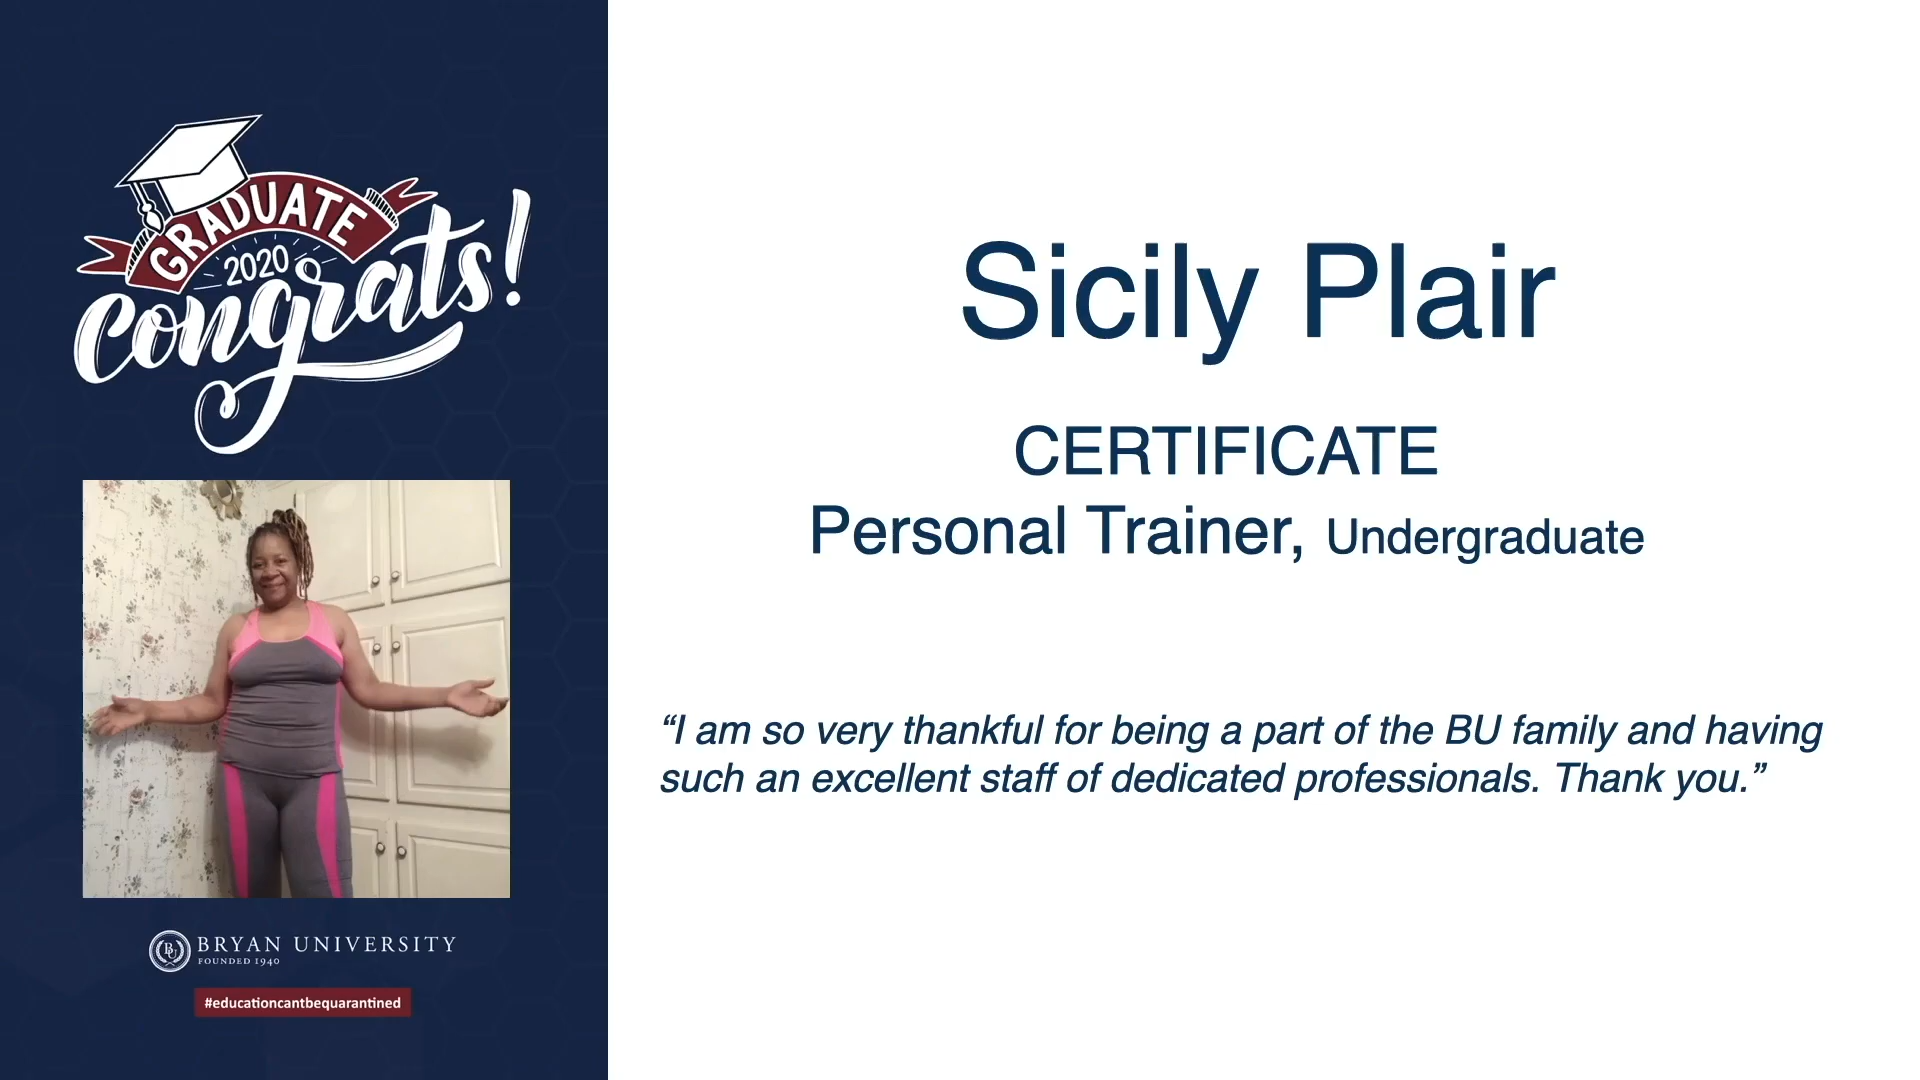 GRADUATE
2020
congrats!
Sicily Plair
CERTIFICATE
Personal Trainer, Undergraduate
“I am so very thankful for being a part of the BU family and having
such an excellent staff of dedicated professionals. Thank you.”
BU
BRYAN UNIVERSITY
FOUNDED 1940
#educationcantbequarantined